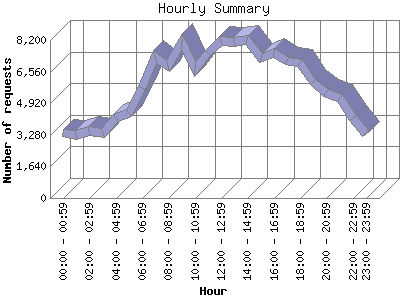 Hourly Summary
Number of requests
8,200
6,560
4,920
3,280
1,640
0
00:00 - 00:59
02:00 - 02:59
04:00 - 04:59
06:00 - 06:59
08:00 - 08:59
10:00 - 10:59
12:00 - 12:59
14:00 - 14:59
16:00 - 16:59
18:00 - 18:59
20:00 - 20:59
22:00 - 22:59
23:00 - 23:59
Hour